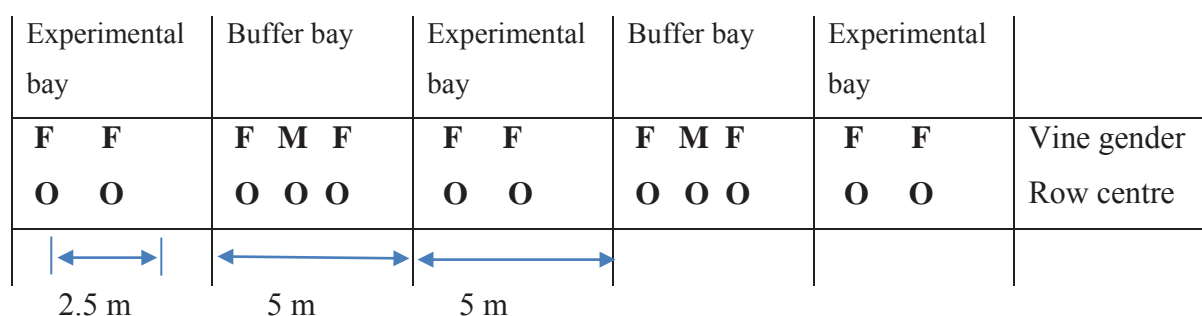 Experimental bay Buffer bay Experimental bay Buffer bay Experimental bay
F F F M F F F F M F F F Vine gender
O O O O O O O O O O O O Row centre
2.5 m 5 m 5 m